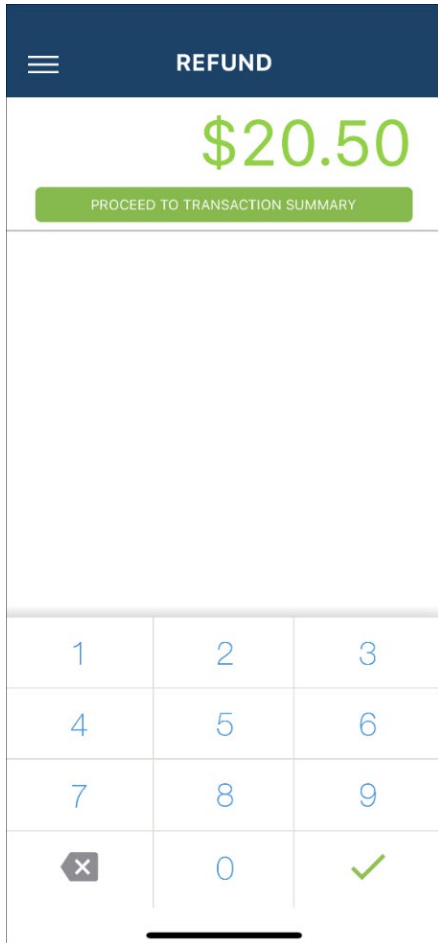 REFUND
$20.50
PROCEED TO TRANSACTION SUMMARY
1 2 3
4 5 6
7 8 9
0